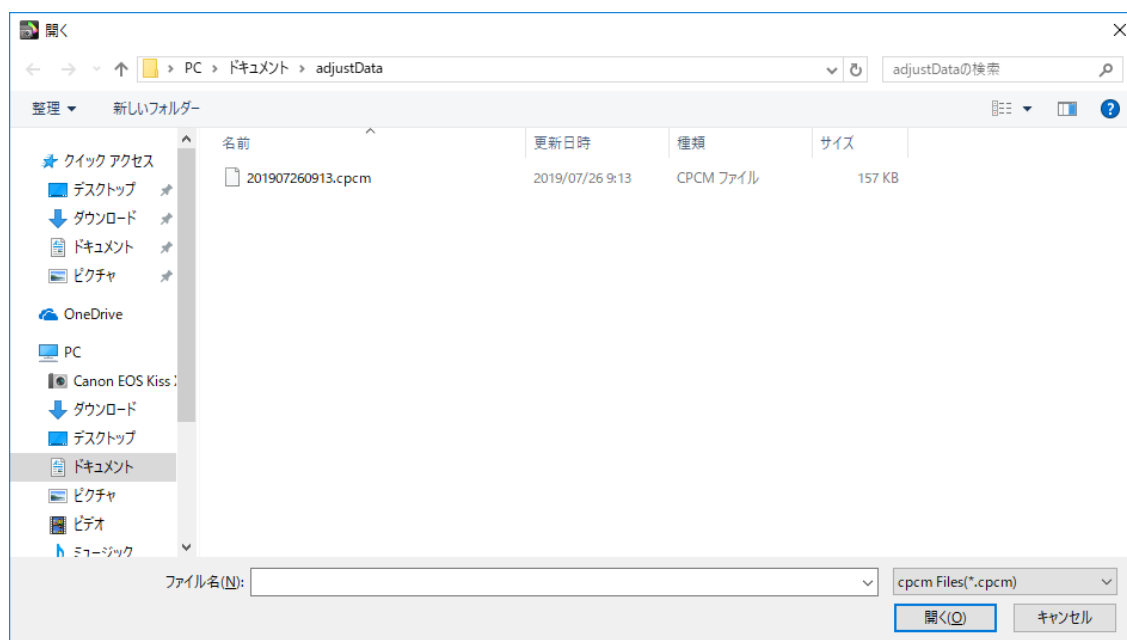 開く
PC › ドキュメント › adjustData
adjustDataの検索
整理 新しいフォルダー
名前 更新日時 種類 サイズ
201907260913.cpcm 2019/07/26 9:13 CPCM ファイル 157 KB
クイック アクセス
デスクトップ
ダウンロード
ドキュメント
ピクチャ
OneDrive
PC
Canon EOS Kiss
ダウンロード
デスクトップ
ドキュメント
ピクチャ
ビデオ
ミュージック
ファイル名(N):
cpcm Files(*.cpcm)
開く(O) キャンセル